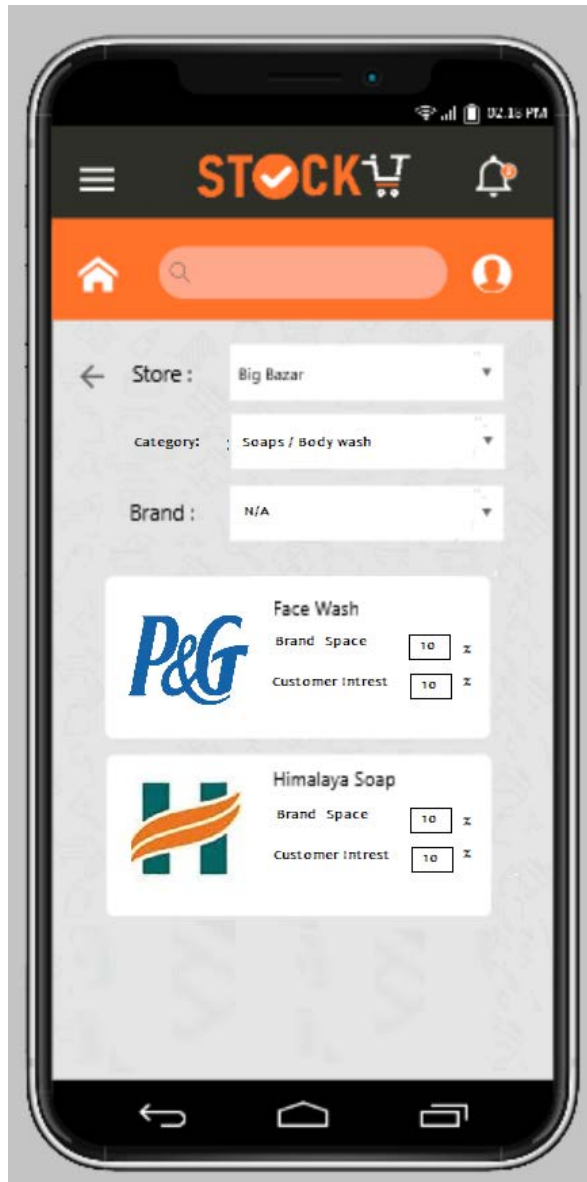 02.18 PM
STOCK
Store : Big Bazar
Category: : Soaps / Body wash
Brand : N/A
P&G
Face Wash
Brand Space 10 %
Customer Intrest 10 %
H
Himalaya Soap
Brand Space 10 %
Customer Intrest 10 %